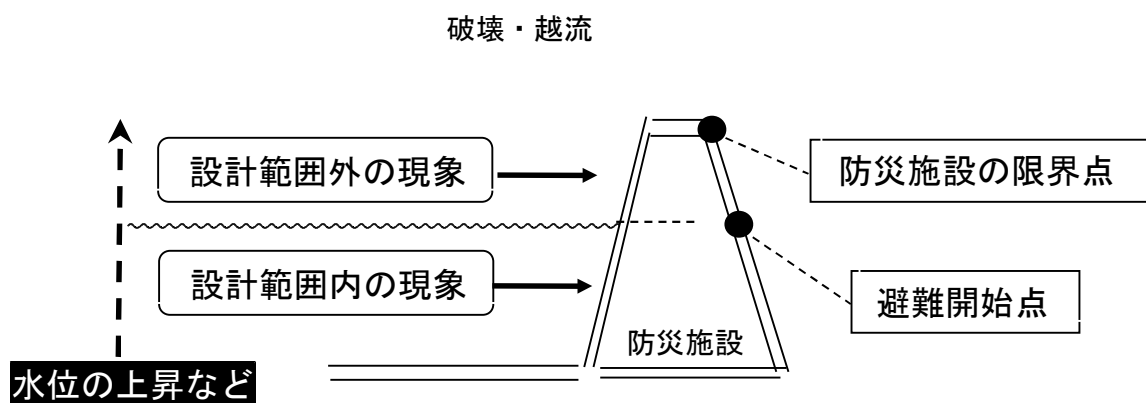 破壊・越流
設計範囲外の現象
防災施設の限界点
設計範囲内の現象
避難開始点
防災施設
水位の上昇など